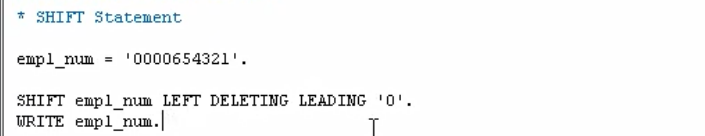 * SHIFT Statement
empl_num = '0000654321'.
SHIFT empl_num LEFT DELETING LEADING '0'.
WRITE empl_num.